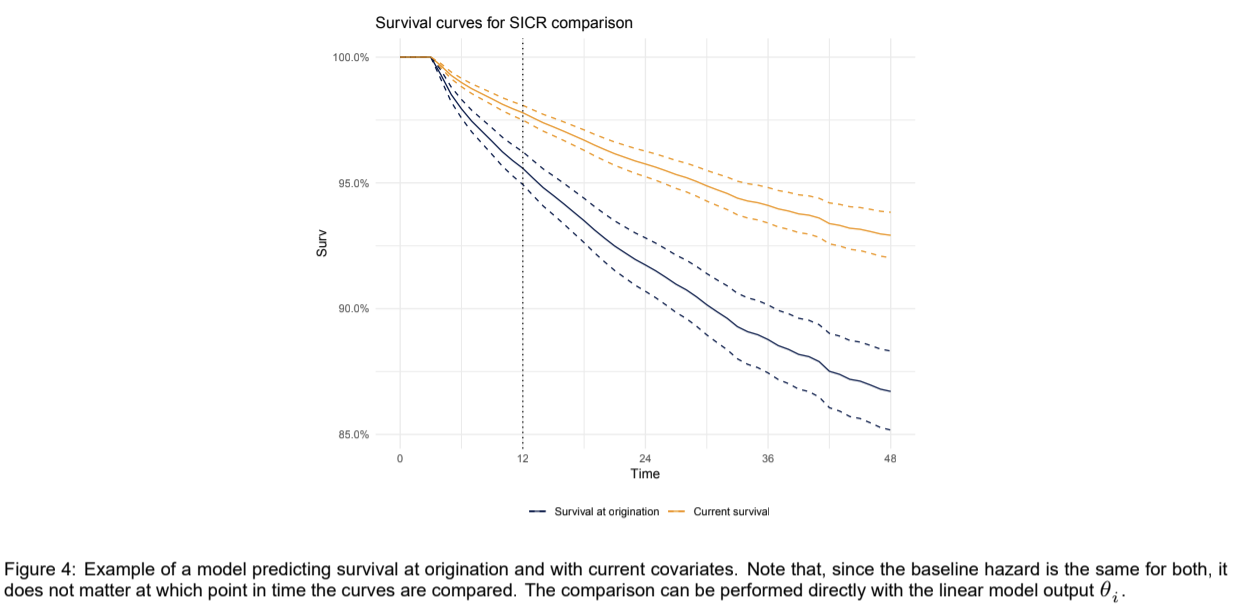 Survival curves for SICR comparison
100.0%
95.0%
90.0%
85.0%
Surv
0 12 24 36 48
Time
Survival at origination Current survival
Figure 4: Example of a model predicting survival at origination and with current covariates. Note that, since the baseline hazard is the same for both, it
does not matter at which point in time the curves are compared. The comparison can be performed directly with the linear model output θᵢ.